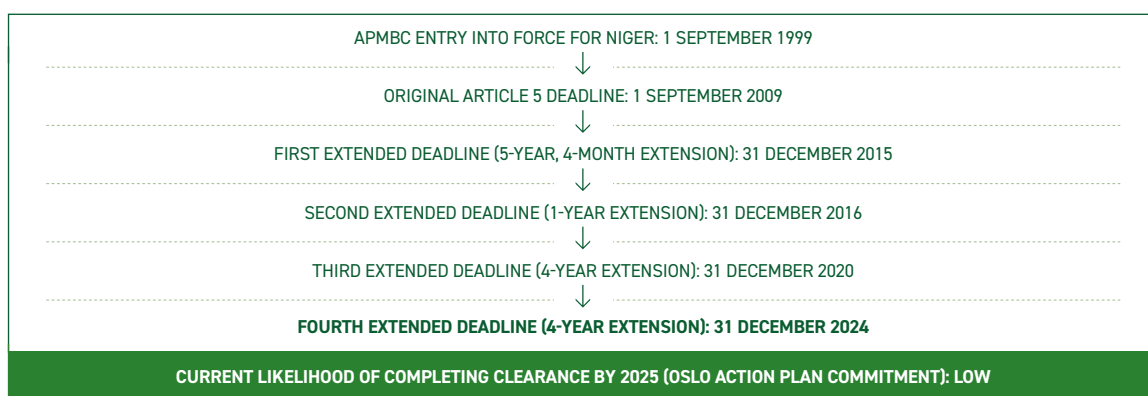 APMBC ENTRY INTO FORCE FOR NIGER: 1 SEPTEMBER 1999
ORIGINAL ARTICLE 5 DEADLINE: 1 SEPTEMBER 2009
FIRST EXTENDED DEADLINE (5-YEAR, 4-MONTH EXTENSION): 31 DECEMBER 2015
SECOND EXTENDED DEADLINE (1-YEAR EXTENSION): 31 DECEMBER 2016
THIRD EXTENDED DEADLINE (4-YEAR EXTENSION): 31 DECEMBER 2020
FOURTH EXTENDED DEADLINE (4-YEAR EXTENSION): 31 DECEMBER 2024
CURRENT LIKELIHOOD OF COMPLETING CLEARANCE BY 2025 (OSLO ACTION PLAN COMMITMENT): LOW